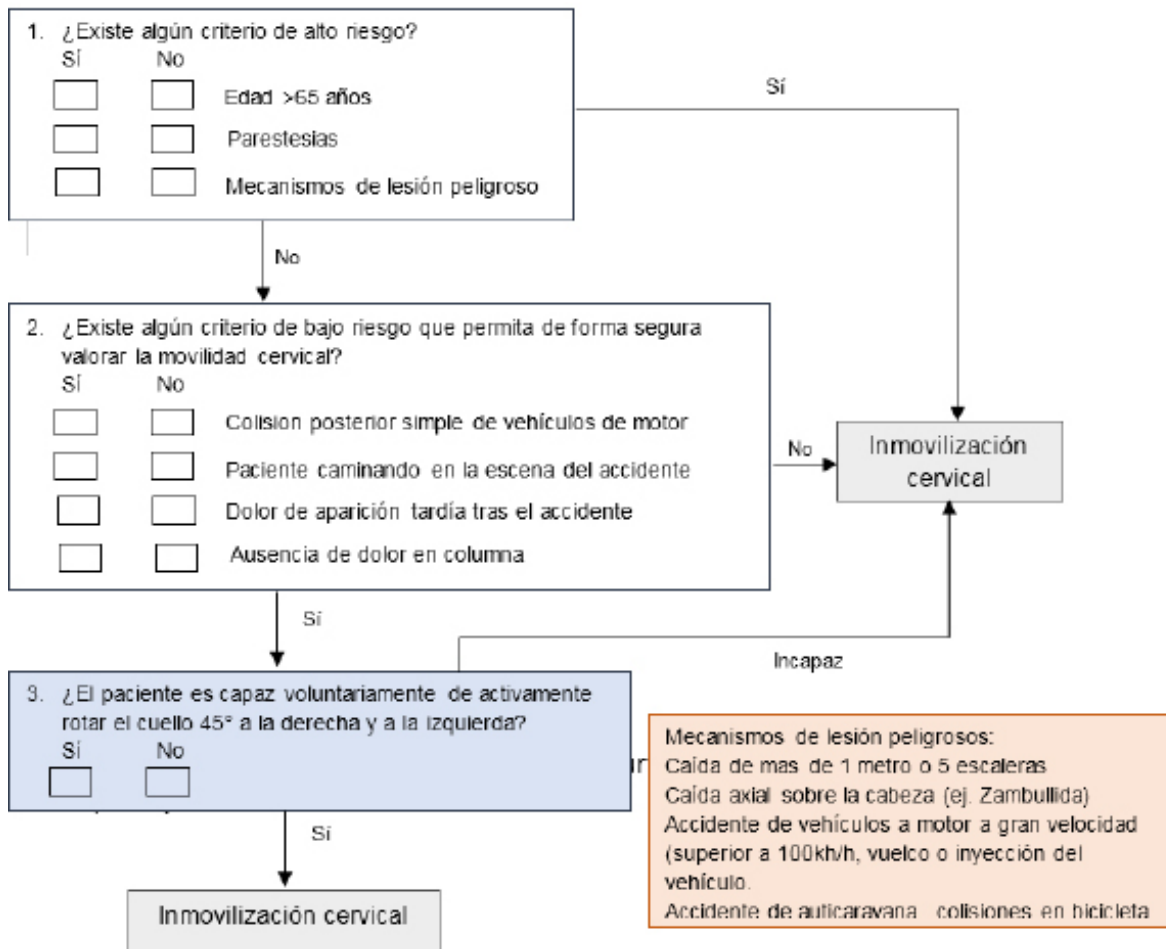 1. ¿Existe algún criterio de alto riesgo?
Sí No
Edad >65 años
Parestesias
Mecanismos de lesión peligroso
Sí
No
2. ¿Existe algún criterio de bajo riesgo que permita de forma segura
valorar la movilidad cervical?
Sí No
Colision posterior simple de vehículos de motor
Paciente caminando en la escena del accidente
Dolor de aparición tardía tras el accidente
Ausencia de dolor en columna
No
Inmovilización
cervical
Sí
Incapaz
3. ¿El paciente es capaz voluntariamente de activamente
rotar el cuello 45° a la derecha y a la izquierda?
Sí No
Sí
Inmovilización cervical
Mecanismos de lesión peligrosos:
Caída de mas de 1 metro o 5 escaleras
Caída axial sobre la cabeza (ej. Zambullida)
Accidente de vehículos a motor a gran velocidad
(superior a 100kh/h, vuelco o inyección del
vehículo.
Accidente de auticaravana colisiones en bicicleta